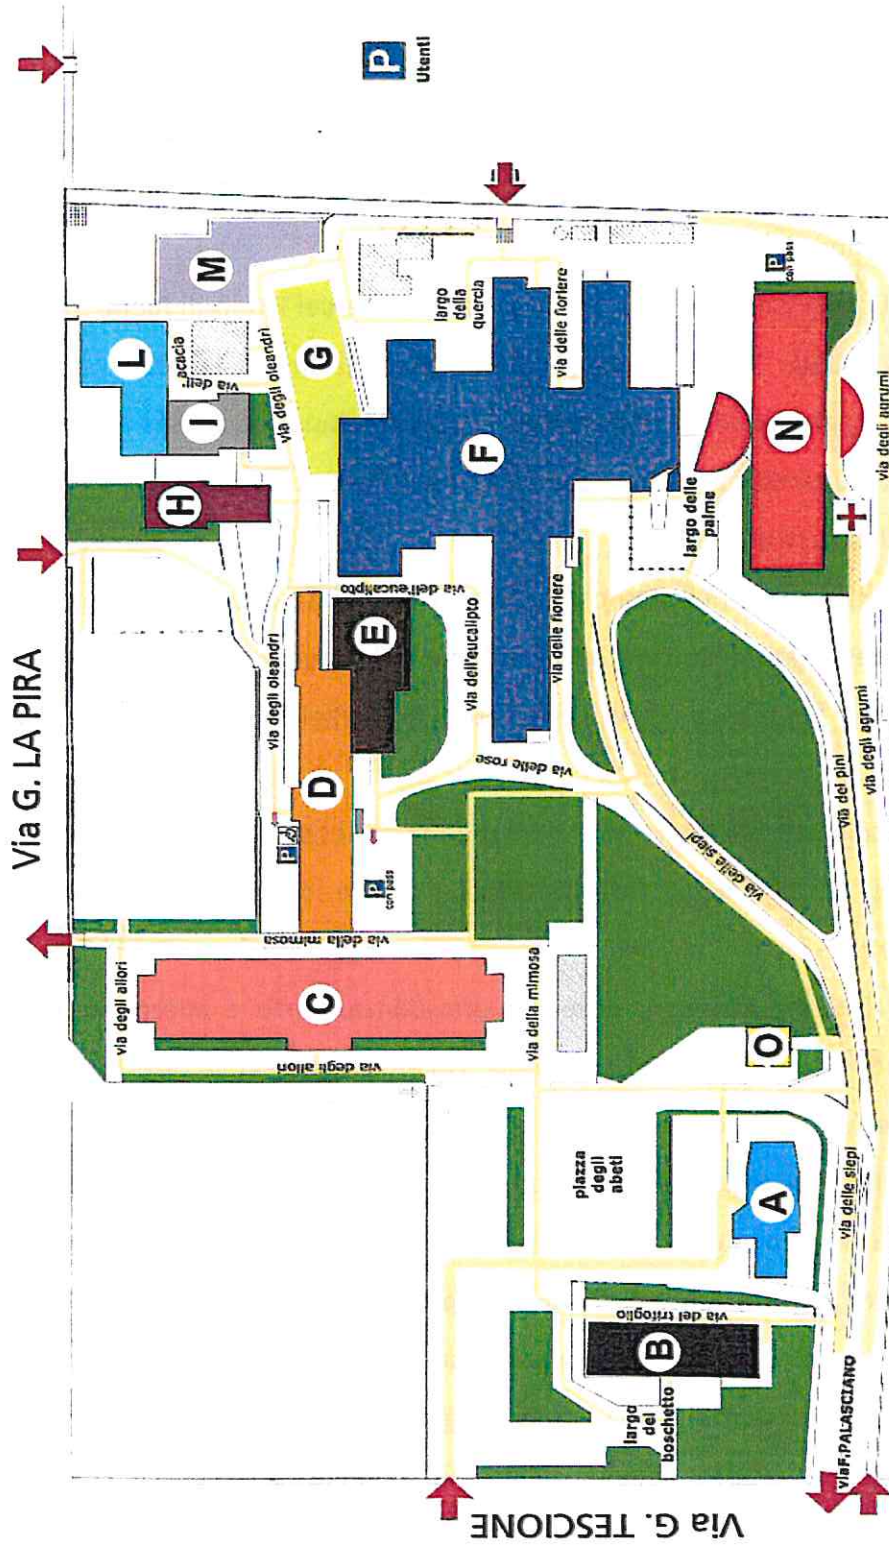 Via G. LA PIRA
P
Utenti
M
L
via dell'
acacia
I
via degli oleandri
G
H
largo
della
quercia
via delle fioriere
F
P
con pass
N
via degli agrumi
largo delle
palme
via dell'eucalipto
E
via dell'eucalipto
via delle fioriere
via degli oleandri
D
via delle rose
P
P
con pass
via della mimosa
via delle siepi
via dei pini
via degli agrumi
via degli allori
C
via degli allori
via della mimosa
O
piazza
degli
abeti
A
via delle siepi
via del trifoglio
B
largo
del
boschetto
via F. PALASCIANO
Via G. TESCIONE